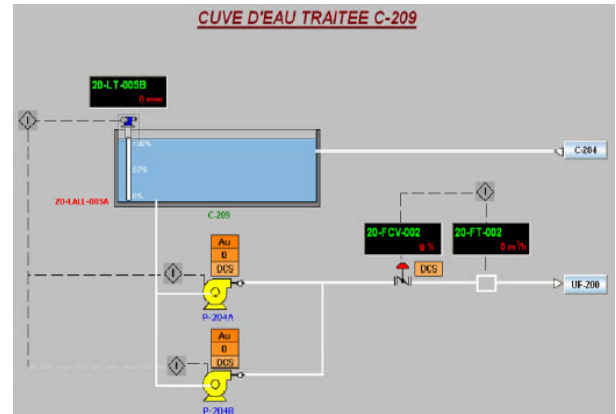 CUVE D'EAU TRAITEE C-209
20-LT-005B
0 mm
I
100%
50%
0%
C-204
20-LALL-005A
C-209
I
20-FCV-002
0 %
20-FT-002
0 m³/h
Au
0
DCS
DCS
I
UF-200
P-204A
Au
0
DCS
I
P-204B